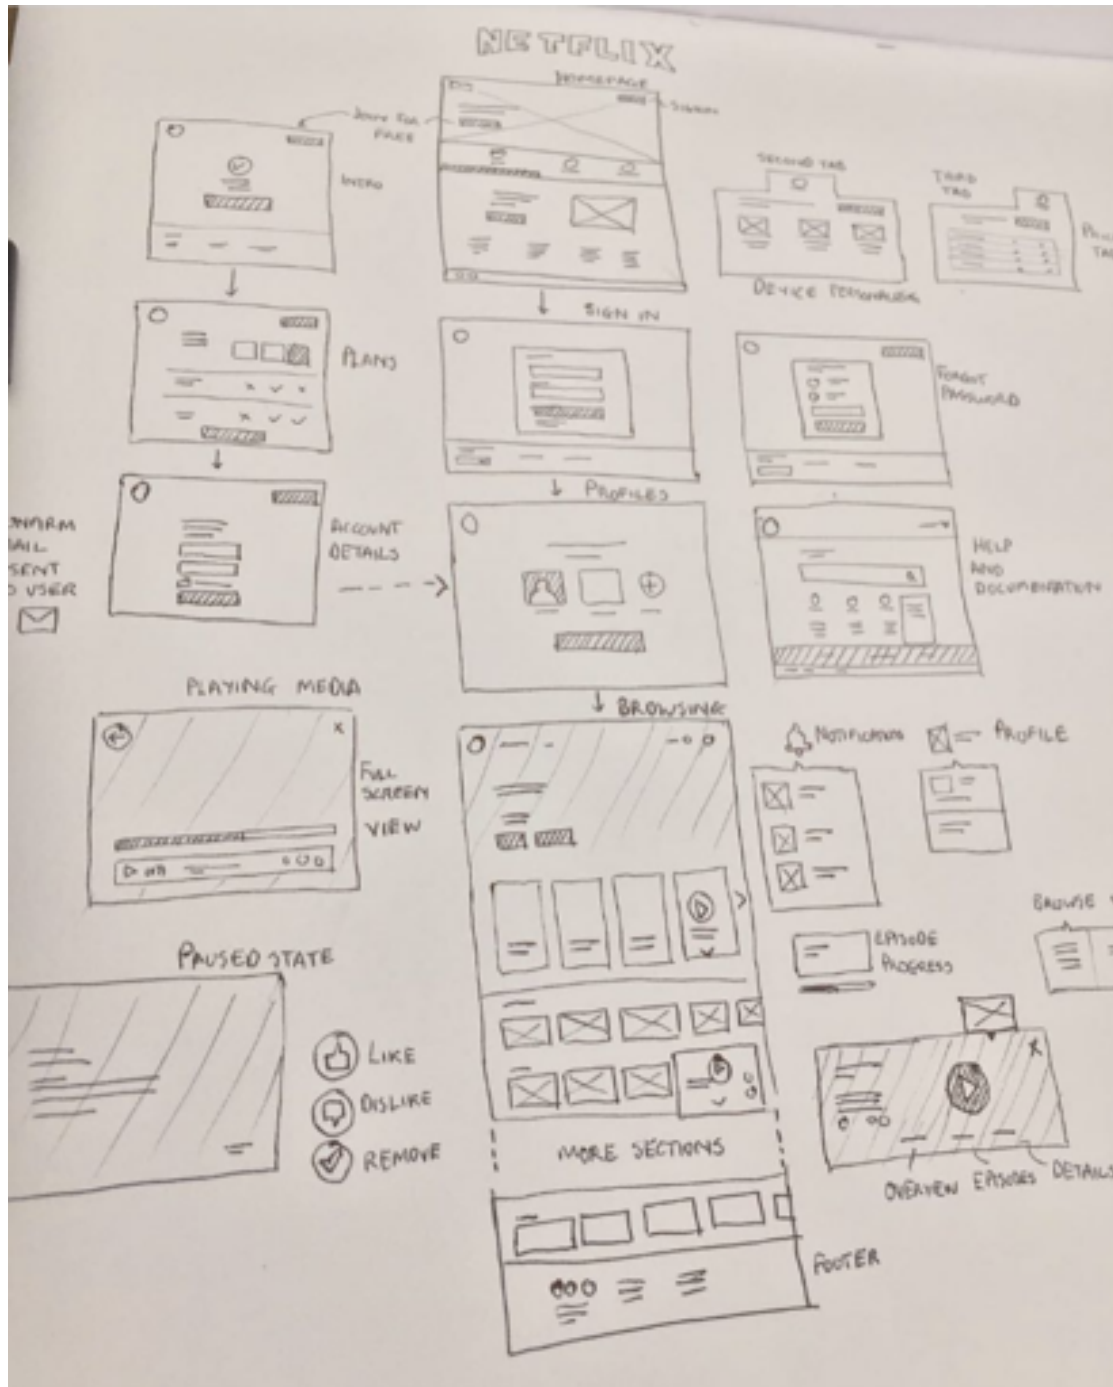 NETFLIX
HOMEPAGE
JOIN FOR
FREE
SIGN IN
INTRO
SECOND TAB
THIRD
TAB
DEVICE
SIGN IN
PLANS
FORGOT
PASSWORD
PROFILES
ACCOUNT
DETAILS
SENT
USER
HELP
AND
DOCUMENTATION
PLAYING MEDIA
BROWSING
FULL
SCREEN
VIEW
NOTIFICATIONS
PROFILE
BROWSE
EPISODE
PROGRESS
PAUSED STATE
LIKE
DISLIKE
REMOVE
MORE SECTIONS
OVERVIEW EPISODES DETAILS
FOOTER